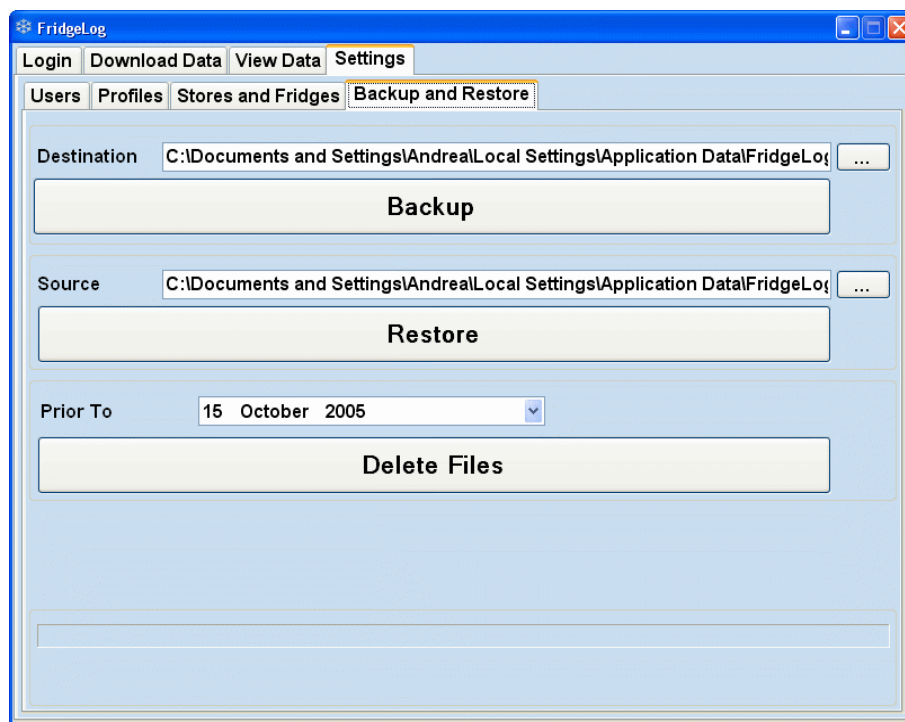 FridgeLog
Login Download Data View Data Settings
Users Profiles Stores and Fridges Backup and Restore
Destination C:\Documents and Settings\Andrea\Local Settings\Application Data\FridgeLog ...
Backup
Source C:\Documents and Settings\Andrea\Local Settings\Application Data\FridgeLog ...
Restore
Prior To 15 October 2005
Delete Files